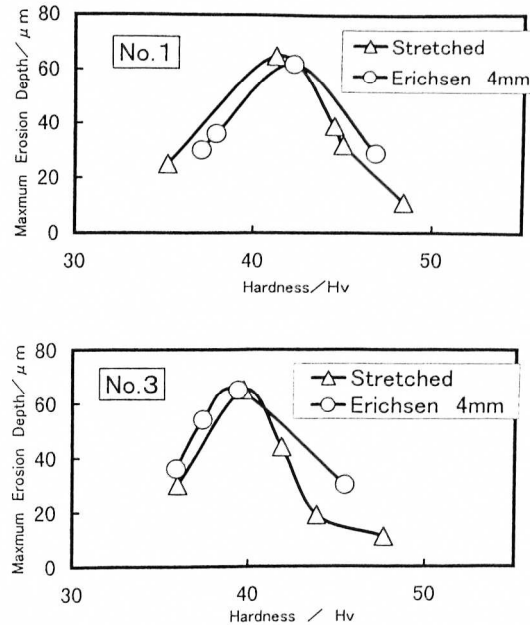 No.1
Stretched
Erichsen 4mm
Maxmum Erosion Depth/μm
80
60
40
20
0
30
40
50
Hardness/Hv
No.3
Stretched
Erichsen 4mm
Maxmum Erosion Depth/μm
80
60
40
20
0
30
40
50
Hardness / Hv